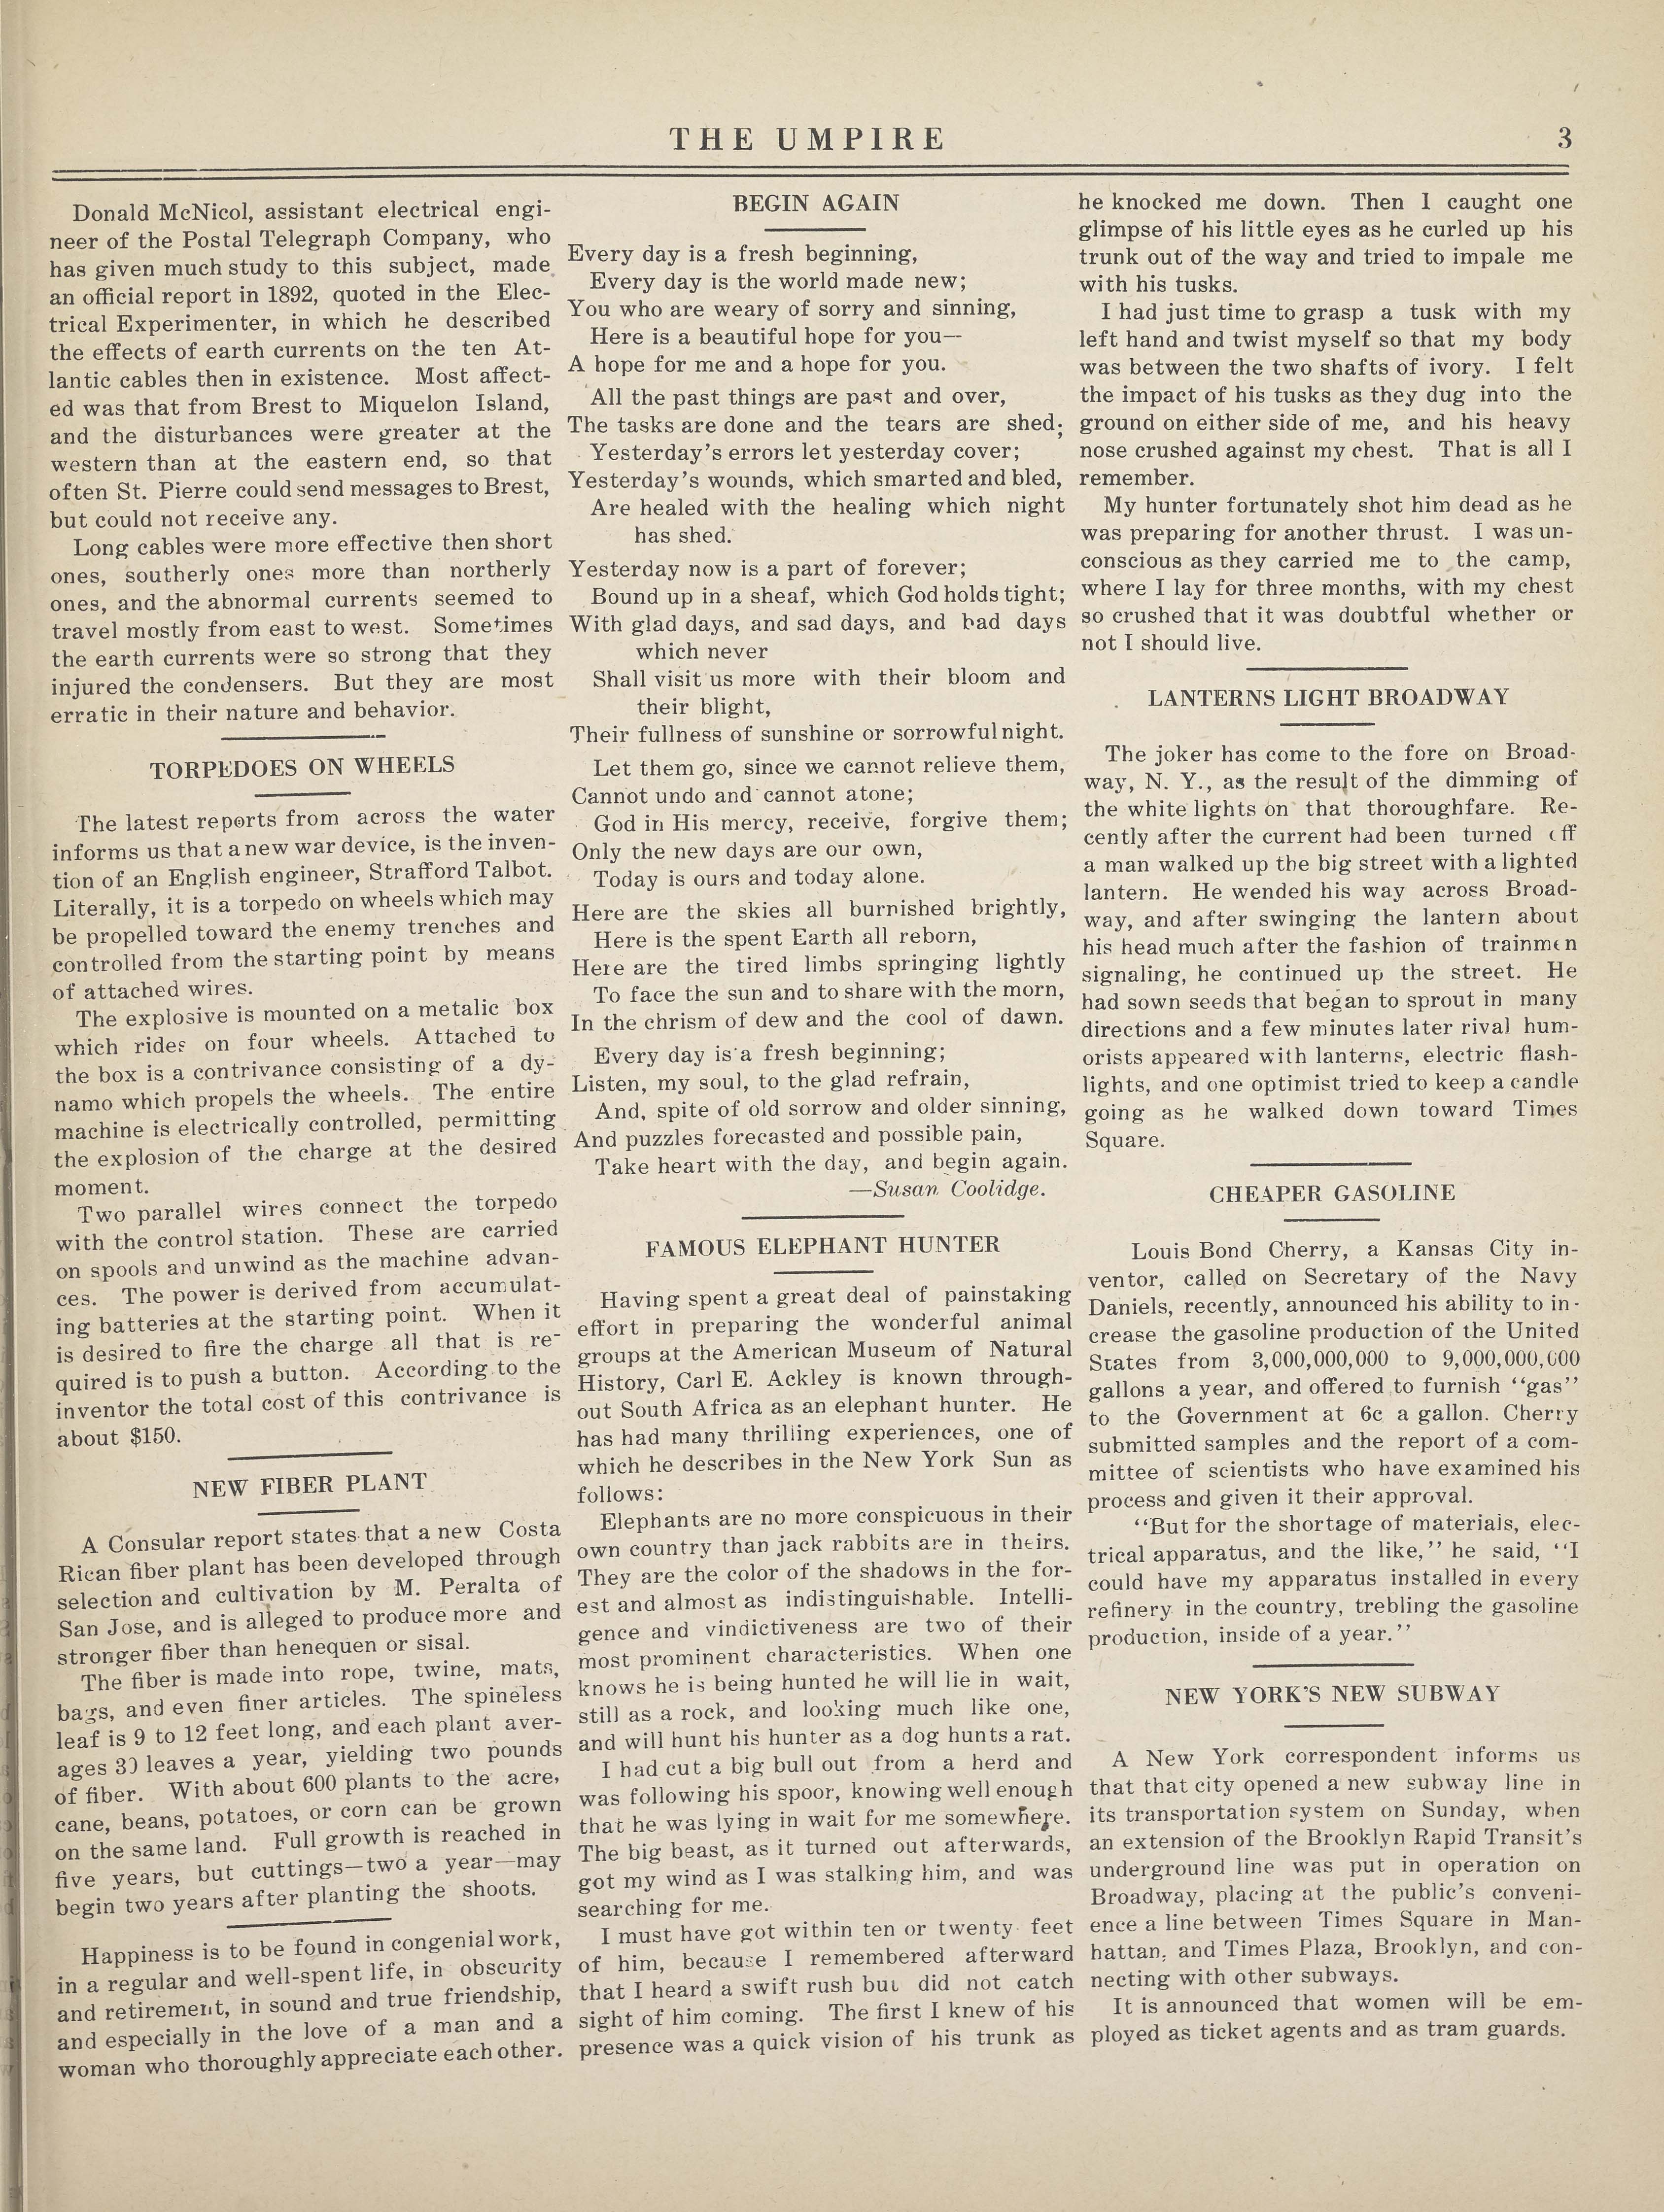 THE UMPIRE
3
Donald McNicol, assistant electrical engi-
neer of the Postal Telegraph Company, who
has given much study to this subject, made
an official report in 1892, quoted in the Elec-
trical Experimenter, in which he described
the effects of earth currents on the ten At-
lantic cables then in existence. Most affect-
ed was that from Brest to Miquelon Island,
and the disturbances were greater at the
western than at the eastern end, so that
often St. Pierre could send messages to Brest,
but could not receive any.
Long cables were more effective then short
ones, southerly ones more than northerly
ones, and the abnormal currents seemed to
travel mostly from east to west. Sometimes
the earth currents were so strong that they
injured the condensers. But they are most
erratic in their nature and behavior.
TORPEDOES ON WHEELS
The latest reports from across the water
informs us that a new war device, is the inven-
tion of an English engineer, Strafford Talbot.
Literally, it is a torpedo on wheels which may
be propelled toward the enemy trenches and
controlled from the starting point by means
of attached wires.
The explosive is mounted on a metalic box
which rides on four wheels. Attached to
the box is a contrivance consisting of a dy-
namo which propels the wheels. The entire
machine is electrically controlled, permitting
the explosion of the charge at the desired
moment.
Two parallel wires connect the torpedo
with the control station. These are carried
on spools and unwind as the machine advan-
ces. The power is derived from accumulat-
ing batteries at the starting point. When it
is desired to fire the charge all that is re-
quired is to push a button. According to the
inventor the total cost of this contrivance is
about $150.
NEW FIBER PLANT
A Consular report states that a new Costa
Rican fiber plant has been developed through
selection and cultivation by M. Peralta of
San Jose, and is alleged to produce more and
stronger fiber than henequen or sisal.
The fiber is made into rope, twine, mats,
bags, and even finer articles. The spineless
leaf is 9 to 12 feet long, and each plant aver-
ages 30 leaves a year, yielding two pounds
of fiber. With about 600 plants to the acre,
cane, beans, potatoes, or corn can be grown
on the same land. Full growth is reached in
five years, but cuttings—two a year—may
begin two years after planting the shoots.
Happiness is to be found in congenial work,
in a regular and well-spent life, in obscurity
and retirement, in sound and true friendship,
and especially in the love of a man and a
woman who thoroughly appreciate each other.
BEGIN AGAIN
Every day is a fresh beginning,
Every day is the world made new;
You who are weary of sorry and sinning,
Here is a beautiful hope for you—
A hope for me and a hope for you.
All the past things are past and over,
The tasks are done and the tears are shed;
Yesterday's errors let yesterday cover;
Yesterday's wounds, which smarted and bled,
Are healed with the healing which night
has shed.
Yesterday now is a part of forever;
Bound up in a sheaf, which God holds tight;
With glad days, and sad days, and bad days
which never
Shall visit us more with their bloom and
their blight,
Their fullness of sunshine or sorrowful night.
Let them go, since we cannot relieve them,
Cannot undo and cannot atone;
God in His mercy, receive, forgive them;
Only the new days are our own,
Today is ours and today alone.
Here are the skies all burnished brightly,
Here is the spent Earth all reborn,
Here are the tired limbs springing lightly
To face the sun and to share with the morn,
In the chrism of dew and the cool of dawn.
Every day is a fresh beginning;
Listen, my soul, to the glad refrain,
And, spite of old sorrow and older sinning,
And puzzles forecasted and possible pain,
Take heart with the day, and begin again.
—Susan Coolidge.
FAMOUS ELEPHANT HUNTER
Having spent a great deal of painstaking
effort in preparing the wonderful animal
groups at the American Museum of Natural
History, Carl E. Ackley is known through-
out South Africa as an elephant hunter. He
has had many thrilling experiences, one of
which he describes in the New York Sun as
follows:
Elephants are no more conspicuous in their
own country than jack rabbits are in theirs.
They are the color of the shadows in the for-
est and almost as indistinguishable. Intelli-
gence and vindictiveness are two of their
most prominent characteristics. When one
knows he is being hunted he will lie in wait,
still as a rock, and looking much like one,
and will hunt his hunter as a dog hunts a rat.
I had cut a big bull out from a herd and
was following his spoor, knowing well enough
that he was lying in wait for me somewhere.
The big beast, as it turned out afterwards,
got my wind as I was stalking him, and was
searching for me.
I must have got within ten or twenty feet
of him, because I remembered afterward
that I heard a swift rush but did not catch
sight of him coming. The first I knew of his
presence was a quick vision of his trunk as
he knocked me down. Then I caught one
glimpse of his little eyes as he curled up his
trunk out of the way and tried to impale me
with his tusks.
I had just time to grasp a tusk with my
left hand and twist myself so that my body
was between the two shafts of ivory. I felt
the impact of his tusks as they dug into the
ground on either side of me, and his heavy
nose crushed against my chest. That is all I
remember.
My hunter fortunately shot him dead as he
was preparing for another thrust. I was un-
conscious as they carried me to the camp,
where I lay for three months, with my chest
so crushed that it was doubtful whether or
not I should live.
LANTERNS LIGHT BROADWAY
The joker has come to the fore on Broad-
way, N. Y., as the result of the dimming of
the white lights on that thoroughfare. Re-
cently after the current had been turned off
a man walked up the big street with a lighted
lantern. He wended his way across Broad-
way, and after swinging the lantern about
his head much after the fashion of trainmen
signaling, he continued up the street. He
had sown seeds that began to sprout in many
directions and a few minutes later rival hum-
orists appeared with lanterns, electric flash-
lights, and one optimist tried to keep a candle
going as he walked down toward Times
Square.
CHEAPER GASOLINE
Louis Bond Cherry, a Kansas City in-
ventor, called on Secretary of the Navy
Daniels, recently, announced his ability to in-
crease the gasoline production of the United
States from 3,000,000,000 to 9,000,000,000
gallons a year, and offered to furnish "gas"
to the Government at 6c a gallon. Cherry
submitted samples and the report of a com-
mittee of scientists who have examined his
process and given it their approval.
"But for the shortage of materials, elec-
trical apparatus, and the like," he said, "I
could have my apparatus installed in every
refinery in the country, trebling the gasoline
production, inside of a year."
NEW YORK'S NEW SUBWAY
A New York correspondent informs us
that that city opened a new subway line in
its transportation system on Sunday, when
an extension of the Brooklyn Rapid Transit's
underground line was put in operation on
Broadway, placing at the public's conveni-
ence a line between Times Square in Man-
hattan, and Times Plaza, Brooklyn, and con-
necting with other subways.
It is announced that women will be em-
ployed as ticket agents and as tram guards.